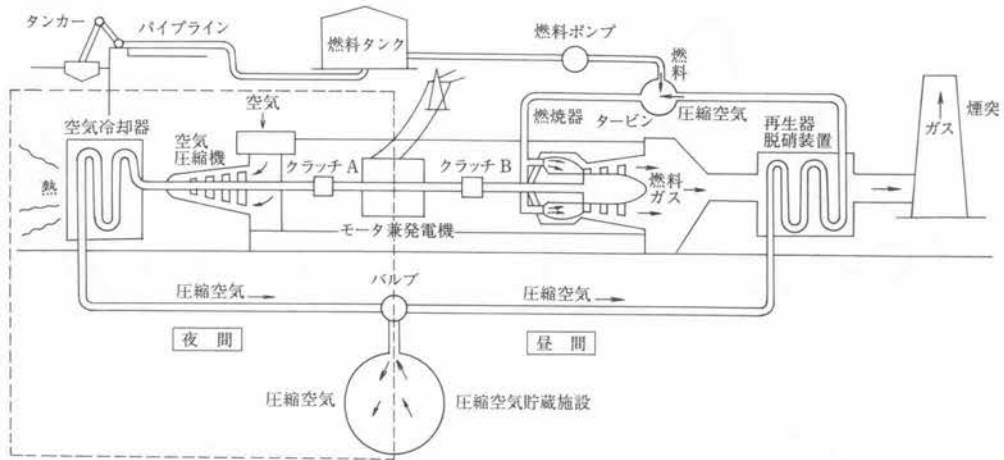 タンカー
パイプライン
燃料タンク
燃料ポンプ
燃料
空気
空気冷却器
空気
圧縮機
クラッチA
クラッチB
燃焼器
タービン
圧縮空気
再生器
脱硝装置
ガス
煙突
熱
燃料
ガス
モータ兼発電機
バルブ
圧縮空気
圧縮空気
夜間
昼間
圧縮空気
圧縮空気貯蔵施設